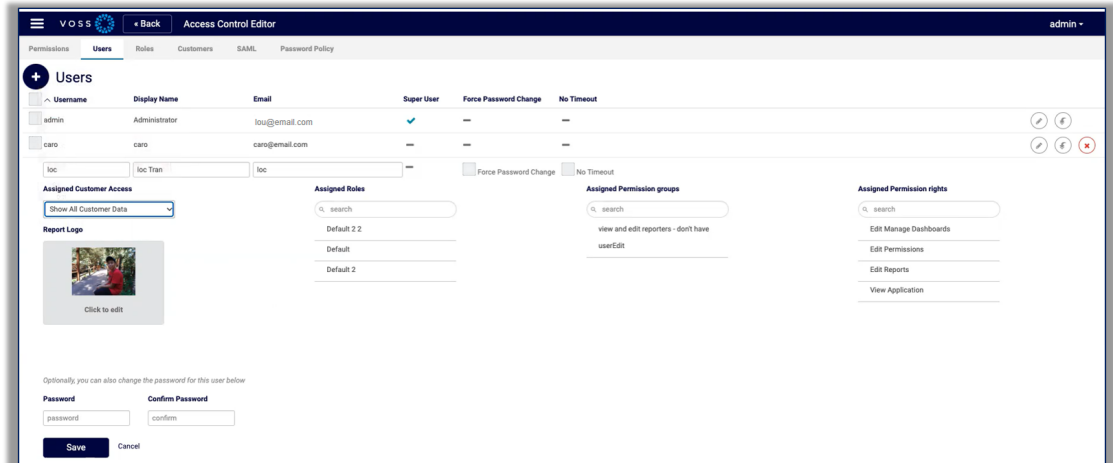 VOSS « Back Access Control Editor admin
Permissions Users Roles Customers SAML Password Policy
+ Users
Username Display Name Email Super User Force Password Change No Timeout
admin Administrator lou@email.com
caro caro caro@email.com
loc loc Tran loc Force Password Change No Timeout
Assigned Customer Access Assigned Roles Assigned Permission groups Assigned Permission rights
Show All Customer Data search search search
Report Logo Default 2 2 view and edit reporters - don't have Edit Manage Dashboards
Default userEdit Edit Permissions
Default 2 Edit Reports
View Application
Click to edit
Optionally, you can also change the password for this user below
Password Confirm Password
password confirm
Save Cancel